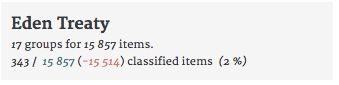 Eden Treaty
17 groups for 15 857 items.
343 / 15 857 (−15 514) classified items (2 %)